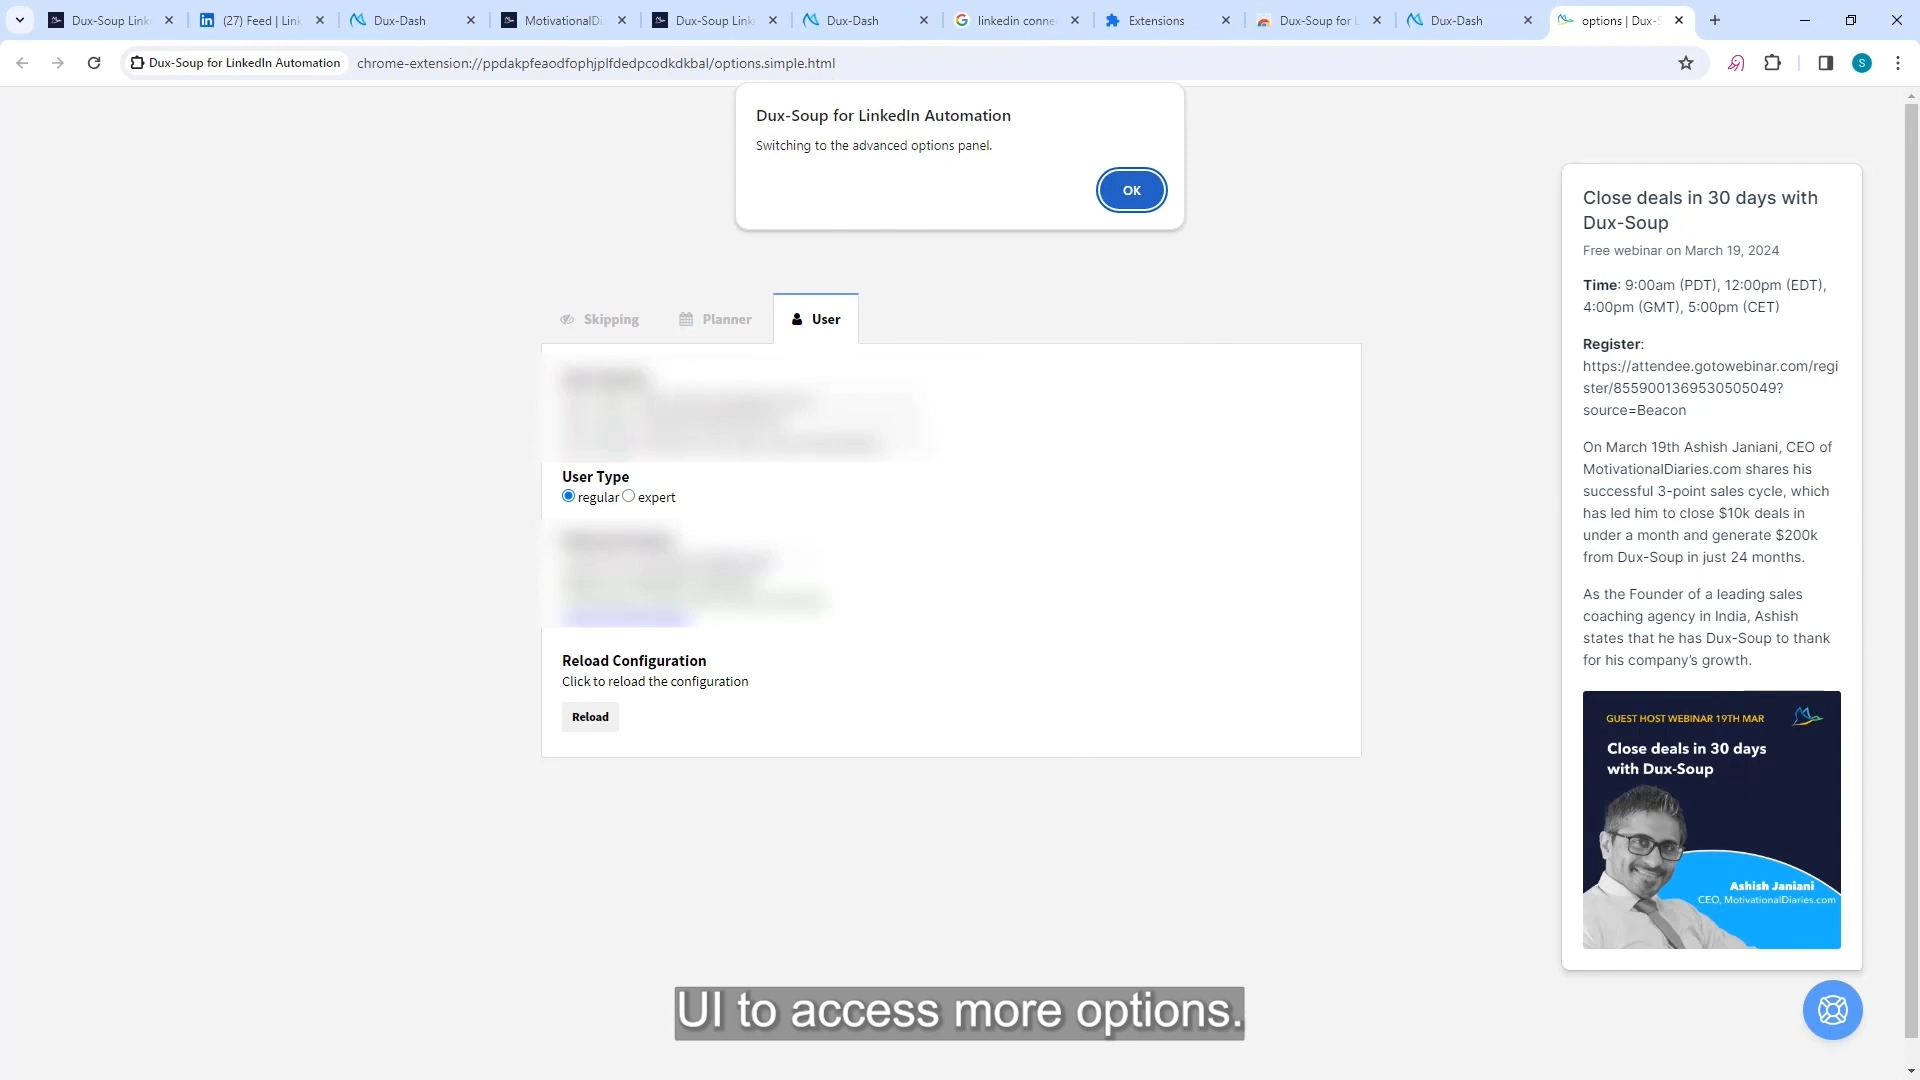 Dux-Soup Link
(27) Feed | Link
Dux-Dash
MotivationalDi
Dux-Soup Link
Dux-Dash
linkedin conne
Extensions
Dux-Soup for L
Dux-Dash
options | Dux-S
Dux-Soup for LinkedIn Automation
chrome-extension://ppdakpfeaodfophjplfdedpcodkdkbal/options.simple.html
S
Dux-Soup for LinkedIn Automation
Switching to the advanced options panel.
OK
Skipping
Planner
User
User Type
regular
expert
Reload Configuration
Click to reload the configuration
Reload
Close deals in 30 days with
Dux-Soup
Free webinar on March 19, 2024
Time: 9:00am (PDT), 12:00pm (EDT),
4:00pm (GMT), 5:00pm (CET)
Register:
https://attendee.gotowebinar.com/regi
ster/8559001369530505049?
source=Beacon
On March 19th Ashish Janiani, CEO of
MotivationalDiaries.com shares his
successful 3-point sales cycle, which
has led him to close $10k deals in
under a month and generate $200k
from Dux-Soup in just 24 months.
As the Founder of a leading sales
coaching agency in India, Ashish
states that he has Dux-Soup to thank
for his company's growth.
GUEST HOST WEBINAR 19TH MAR
Close deals in 30 days
with Dux-Soup
Ashish Janiani
CEO, MotivationalDiaries.com
UI to access more options.